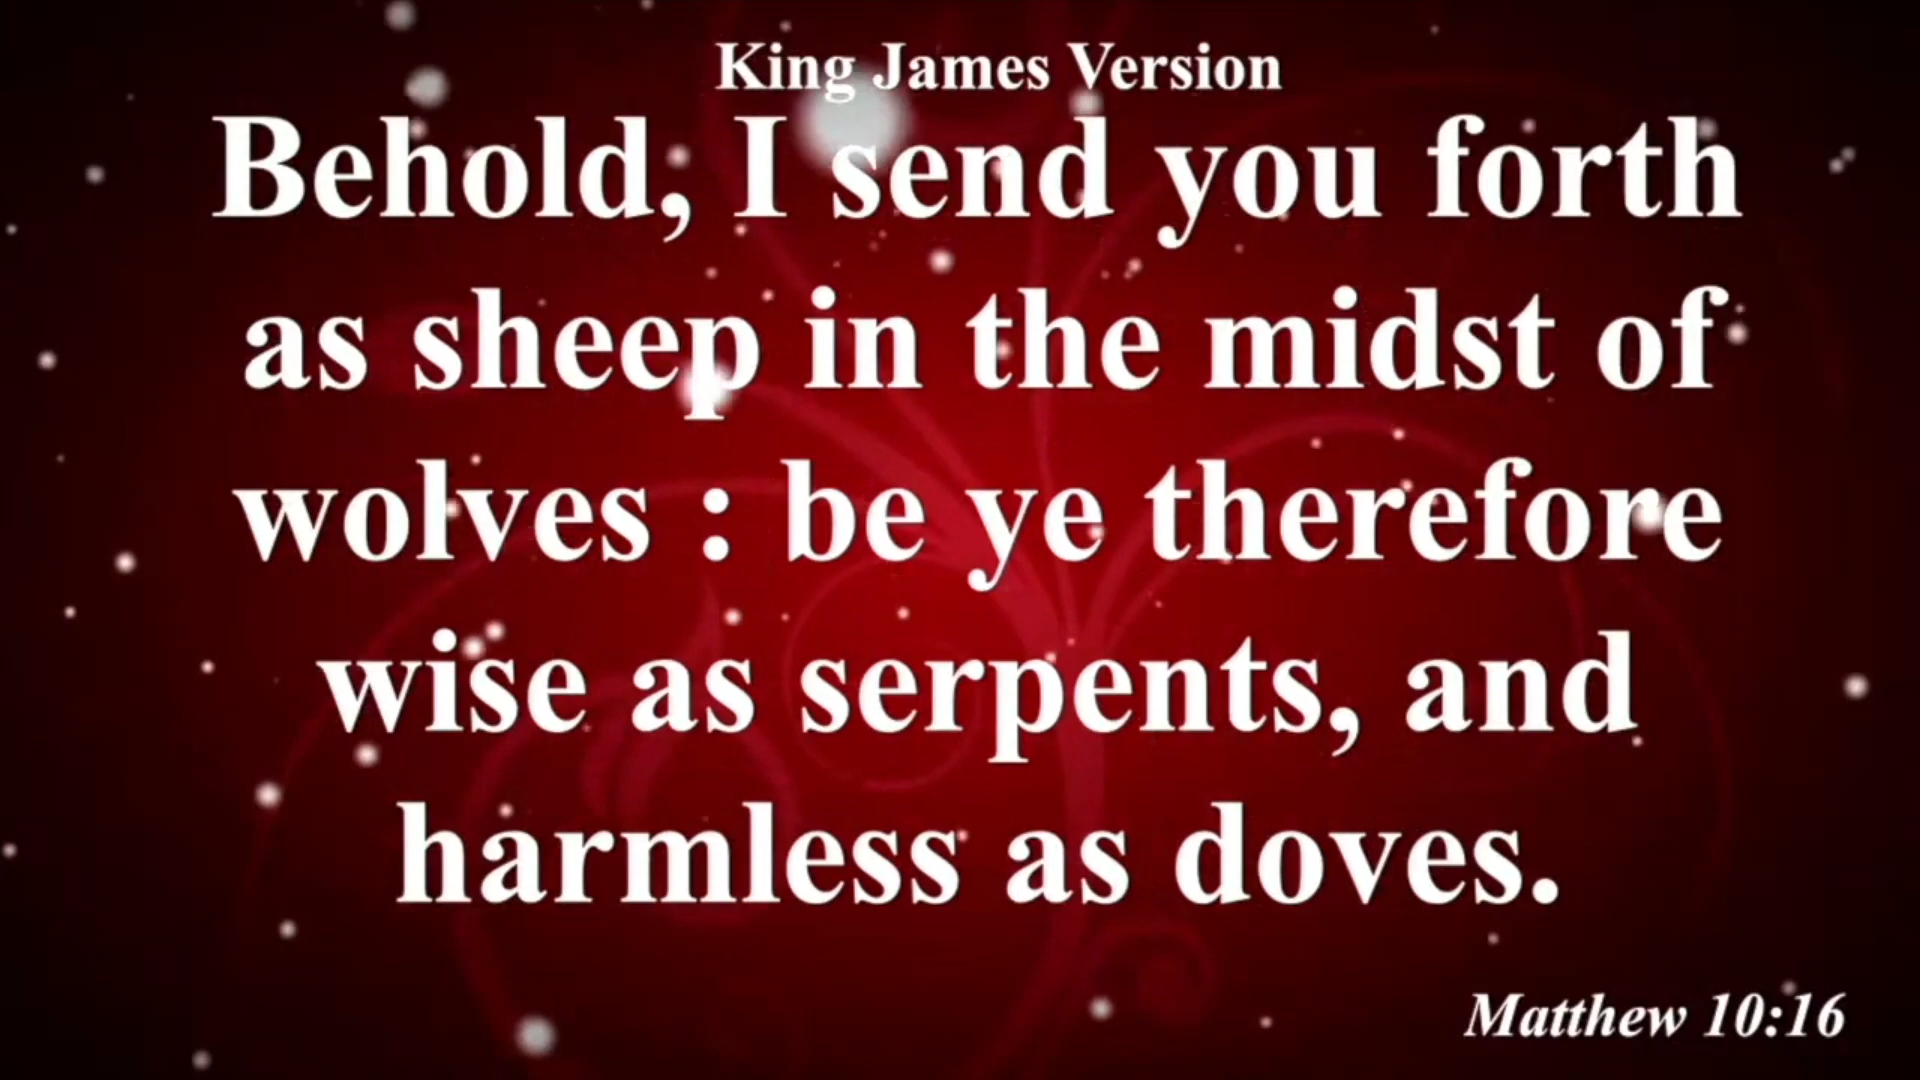 King James Version
Behold, I send you forth
as sheep in the midst of
wolves : be ye therefore
wise as serpents, and
harmless as doves.
Matthew 10:16